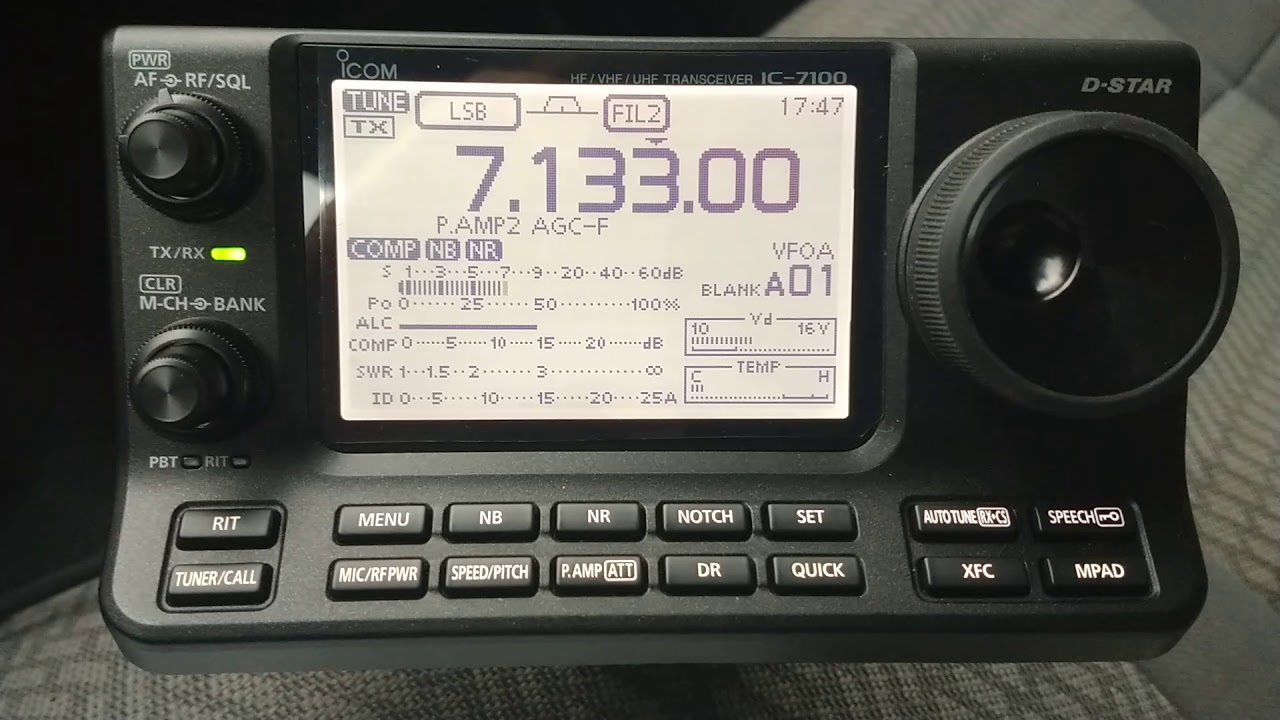 PWR
AF RF/SQL
ICOM
HF/VHF/UHF TRANSCEIVER IC-7100
D-STAR
TUNE LSB FIL2 17:47
TX
7.133.00
P.AMP2 AGC-F
COMP NB NR VFOA
S 1··3··5··7··9··20··40··60dB
BLANK A01
Po 0·····25·····50········100%
ALC
COMP 0···5····10····15····20····dB
SWR 1··1.5··2······3··········∞
ID 0···5····10····15····20····25A
Vd
10 16V
TEMP
C H
TX/RX
CLR
M-CH BANK
PBT RIT
RIT MENU NB NR NOTCH SET AUTOTUNE RX→CS SPEECH
TUNER/CALL MIC/RF PWR SPEED/PITCH P.AMP ATT DR QUICK XFC MPAD